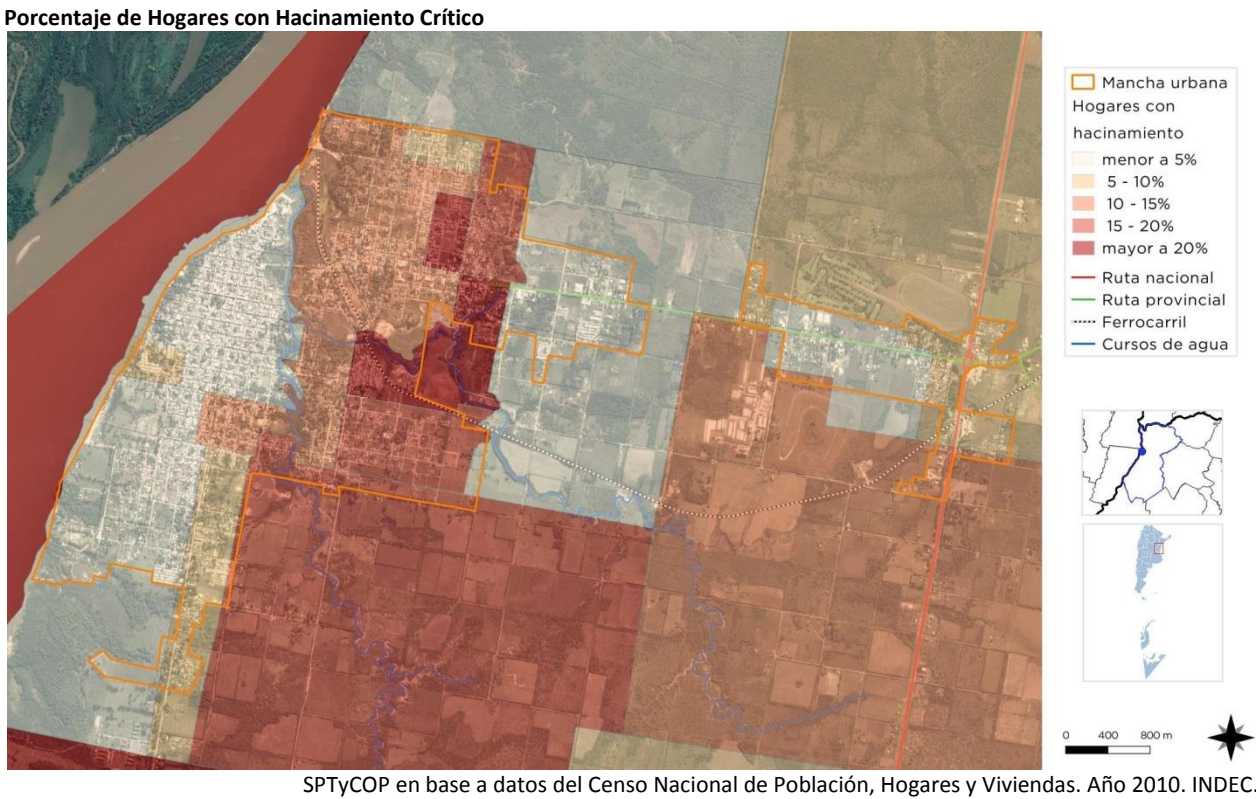 Porcentaje de Hogares con Hacinamiento Crítico
Mancha urbana
Hogares con
hacinamiento
menor a 5%
5 - 10%
10 - 15%
15 - 20%
mayor a 20%
Ruta nacional
Ruta provincial
Ferrocarril
Cursos de agua
0 400 800 m
SPTyCOP en base a datos del Censo Nacional de Población, Hogares y Viviendas. Año 2010. INDEC.